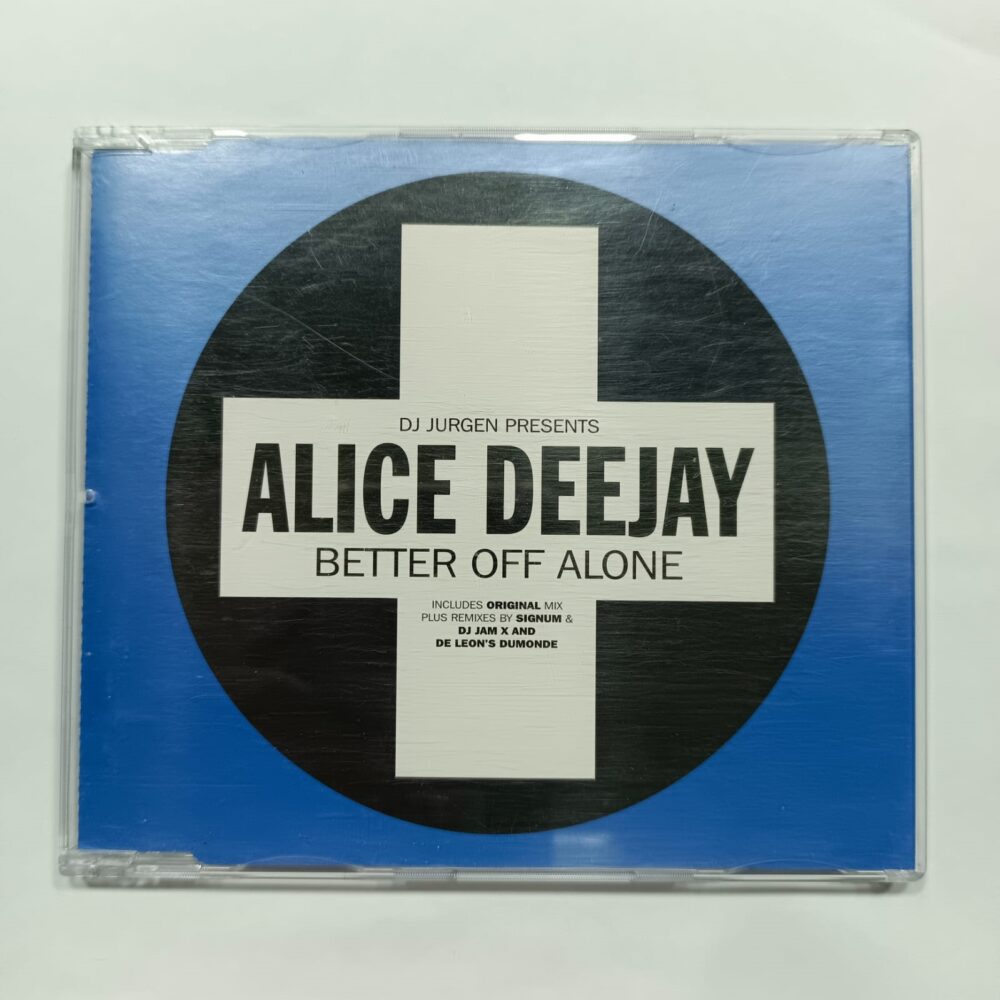 DJ JURGEN PRESENTS
ALICE DEEJAY
BETTER OFF ALONE
INCLUDES ORIGINAL MIX
PLUS REMIXES BY SIGNUM &
DJ JAM X AND
DE LEON'S DUMONDE